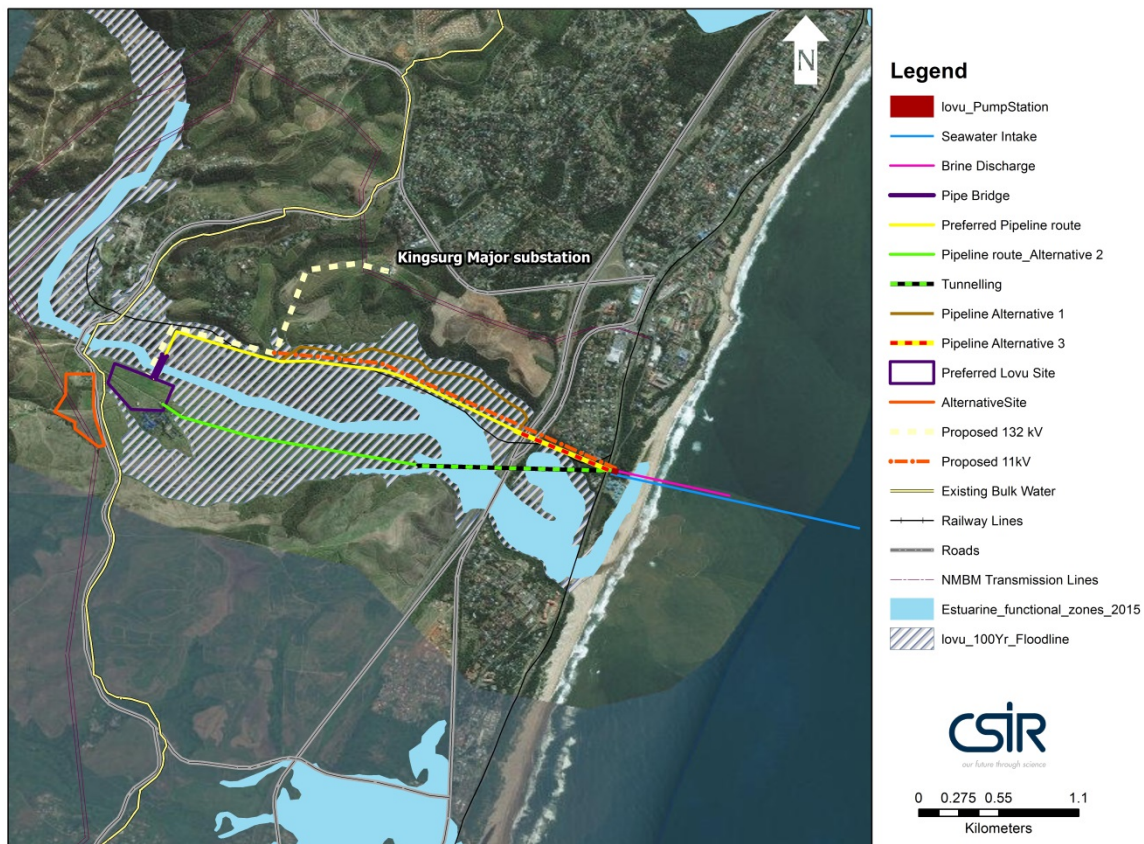 N
Kingsurg Major substation
Legend
Iovu_PumpStation
Seawater Intake
Brine Discharge
Pipe Bridge
Preferred Pipeline route
Pipeline route_Alternative 2
Tunnelling
Pipeline Alternative 1
Pipeline Alternative 3
Preferred Lovu Site
AlternativeSite
Proposed 132 kV
Proposed 11kV
Existing Bulk Water
Railway Lines
Roads
NMBM Transmission Lines
Estuarine_functional_zones_2015
Iovu_100Yr_Floodline
CSIR
our future through science
0 0.275 0.55 1.1
Kilometers